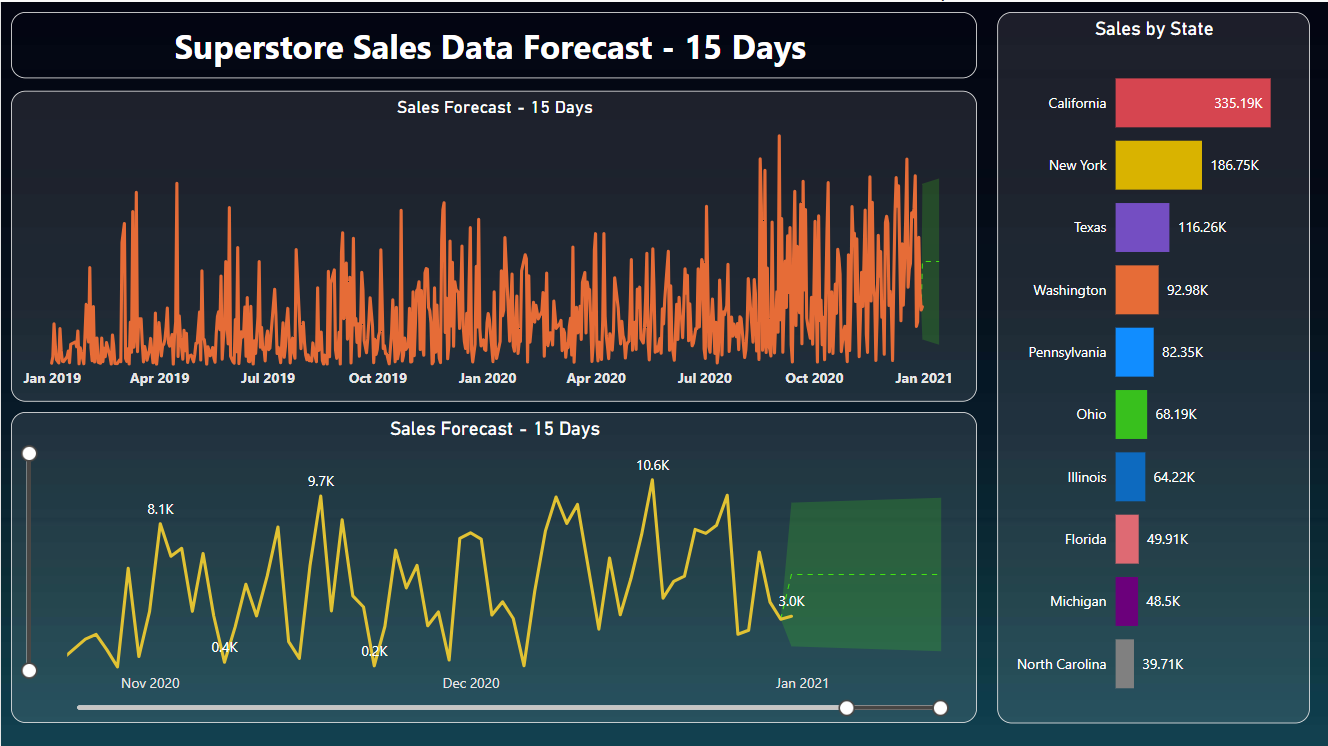 Superstore Sales Data Forecast - 15 Days
Sales Forecast - 15 Days
Jan 2019 Apr 2019 Jul 2019 Oct 2019 Jan 2020 Apr 2020 Jul 2020 Oct 2020 Jan 2021
Sales Forecast - 15 Days
10.6K
9.7K
8.1K
3.0K
0.4K
0.2K
Nov 2020 Dec 2020 Jan 2021
Sales by State
California 335.19K
New York 186.75K
Texas 116.26K
Washington 92.98K
Pennsylvania 82.35K
Ohio 68.19K
Illinois 64.22K
Florida 49.91K
Michigan 48.5K
North Carolina 39.71K